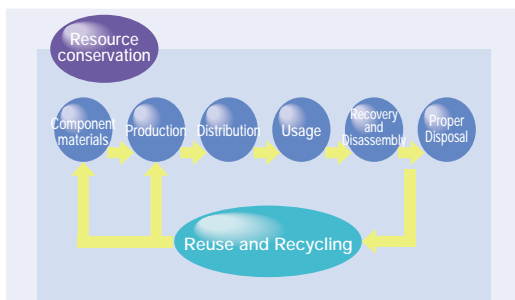 Resource
conservation
Component
materials
Production
Distribution
Usage
Recovery
and
Disassembly
Proper
Disposal
Reuse and Recycling